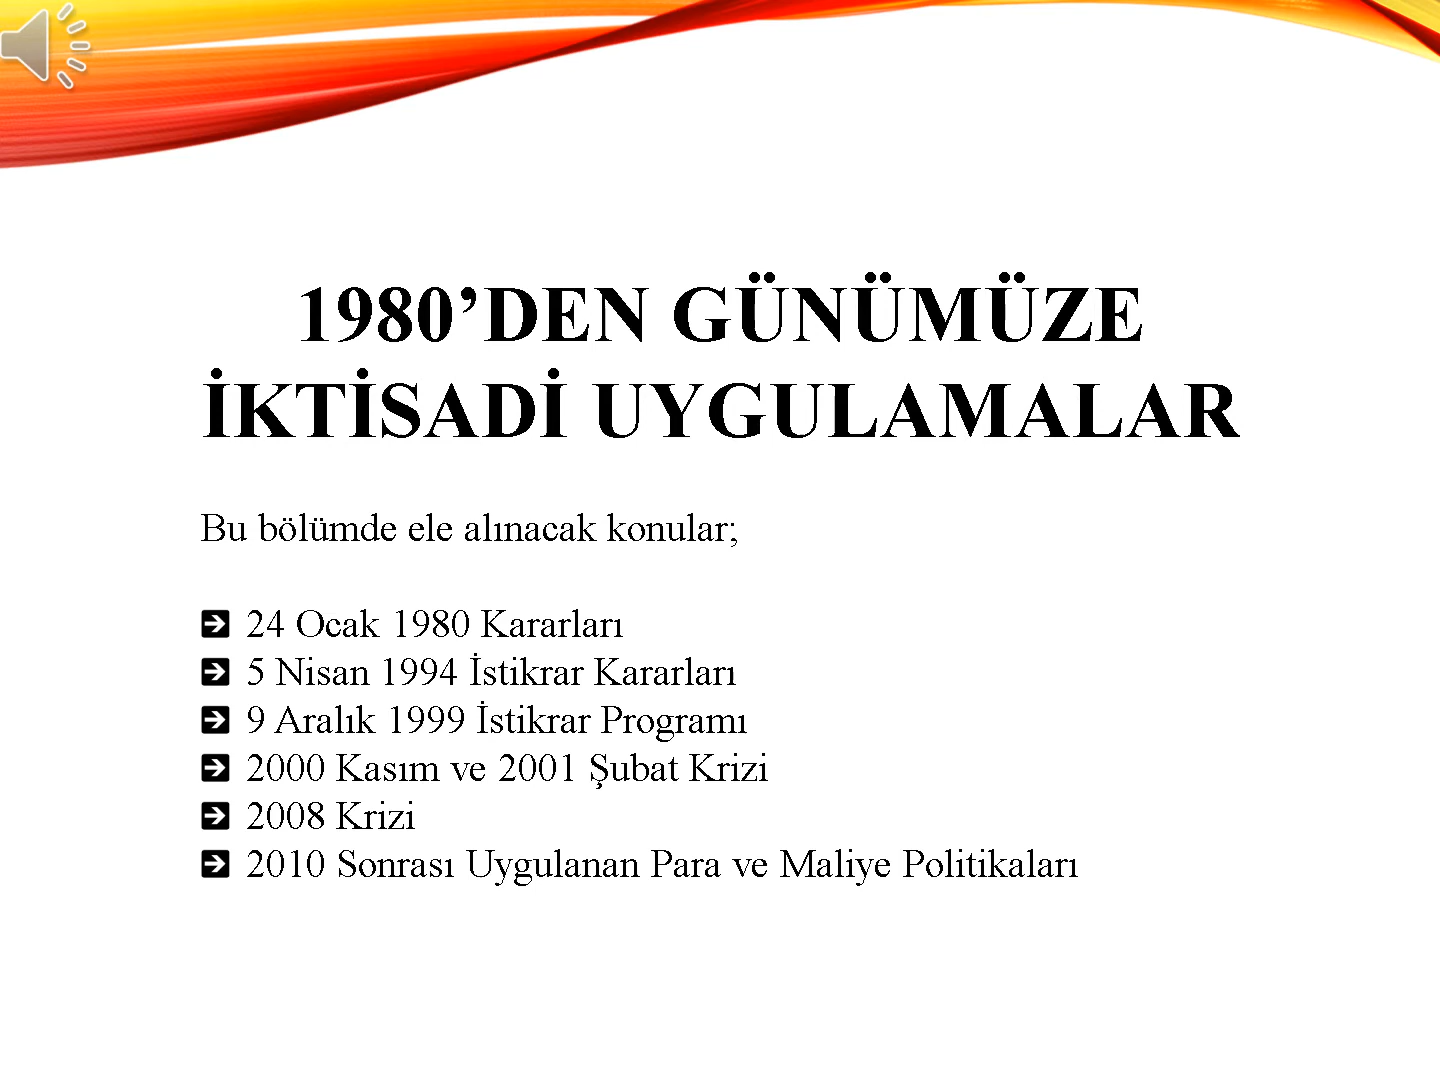 1980’DEN GÜNÜMÜZE
İKTİSADİ UYGULAMALAR
Bu bölümde ele alınacak konular;
24 Ocak 1980 Kararları
5 Nisan 1994 İstikrar Kararları
9 Aralık 1999 İstikrar Programı
2000 Kasım ve 2001 Şubat Krizi
2008 Krizi
2010 Sonrası Uygulanan Para ve Maliye Politikaları